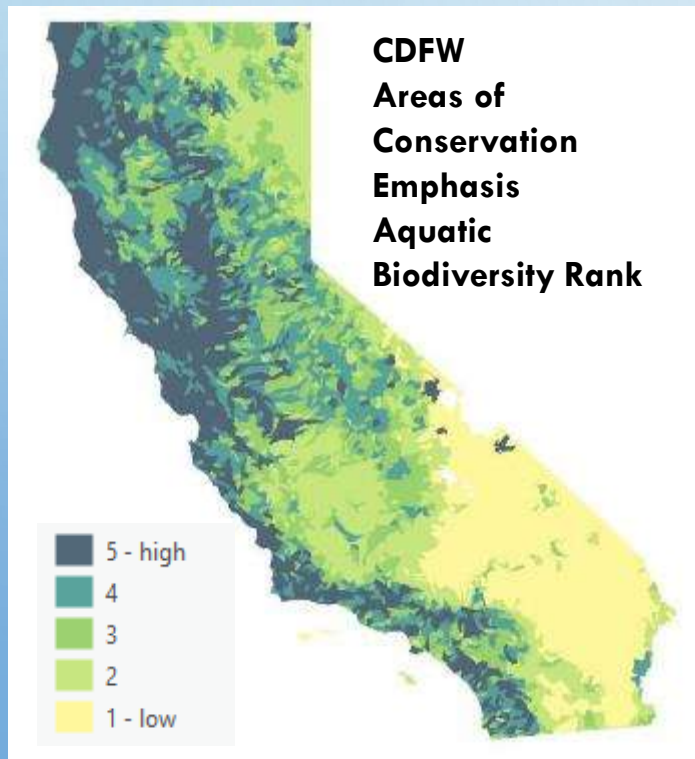 CDFW
Areas of
Conservation
Emphasis
Aquatic
Biodiversity Rank
5 - high
4
3
2
1 - low